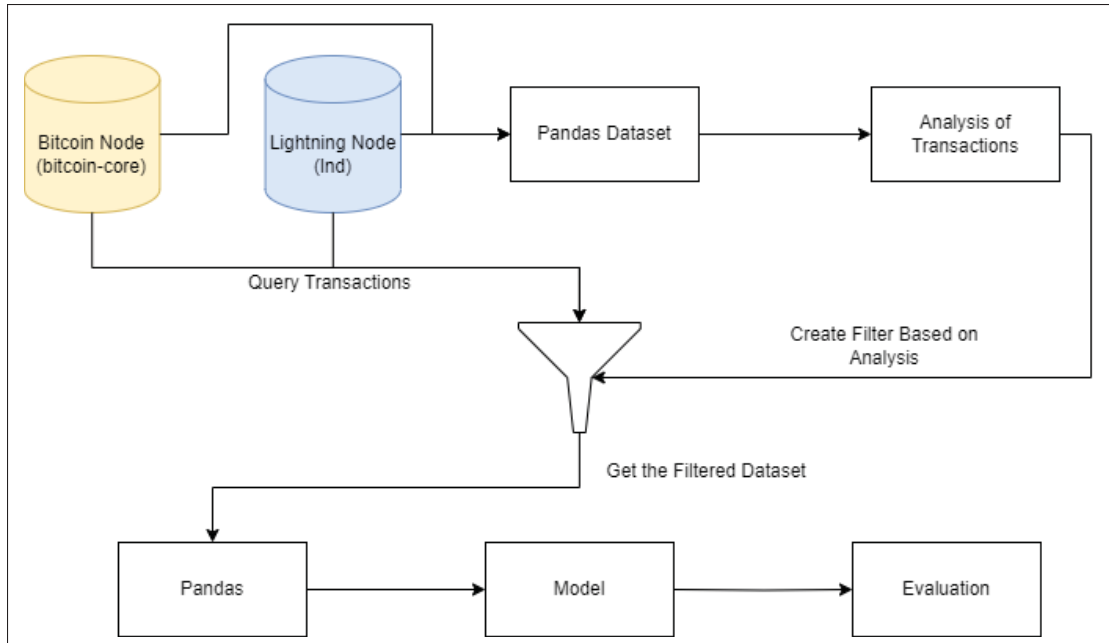 Bitcoin Node
(bitcoin-core)
Lightning Node
(lnd)
Pandas Dataset
Analysis of
Transactions
Query Transactions
Create Filter Based on
Analysis
Get the Filtered Dataset
Pandas
Model
Evaluation